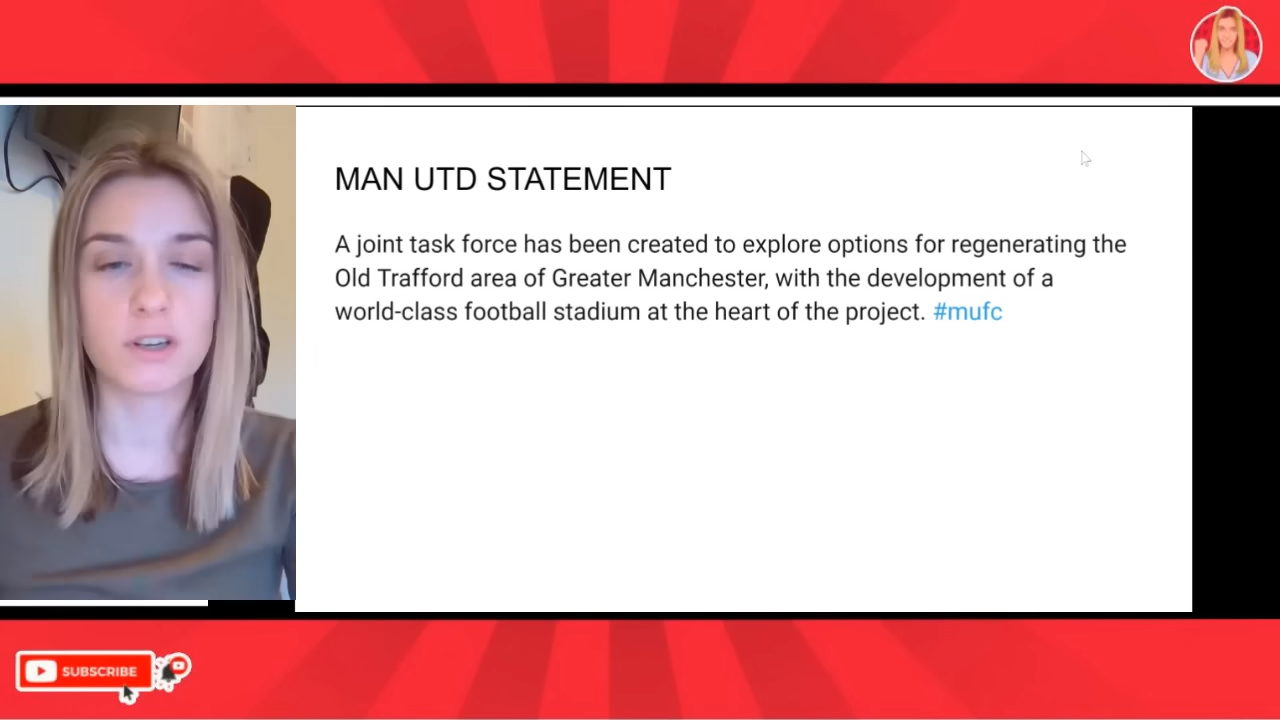 MAN UTD STATEMENT
A joint task force has been created to explore options for regenerating the
Old Trafford area of Greater Manchester, with the development of a
world-class football stadium at the heart of the project. #mufc
SUBSCRIBE